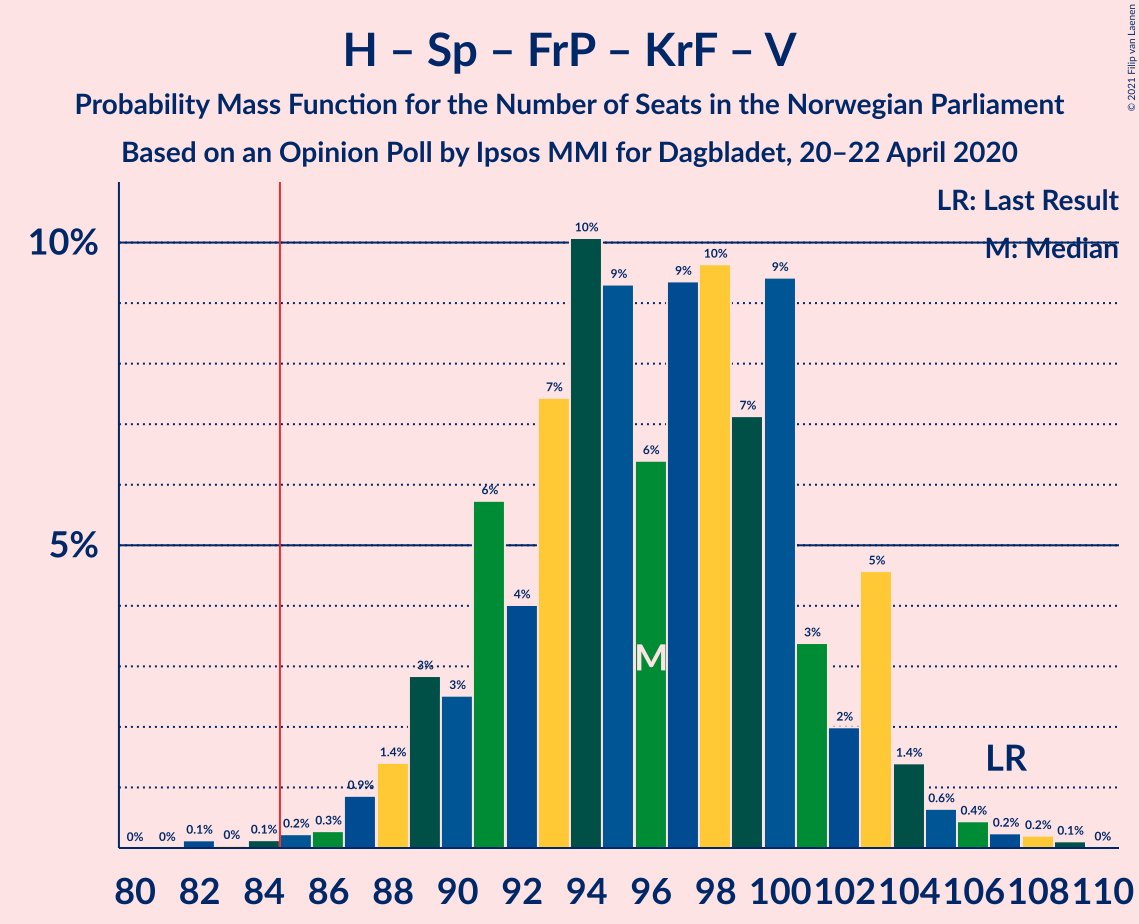 H – Sp – FrP – KrF – V
Probability Mass Function for the Number of Seats in the Norwegian Parliament
Based on an Opinion Poll by Ipsos MMI for Dagbladet, 20–22 April 2020
© 2021 Filip van Laenen
LR: Last Result
M: Median
10%
5%
0% 0% 0.1% 0% 0.1% 0.2% 0.3% 0.9% 1.4% 3% 3% 6% 4% 7% 10% 9% 6% 9% 10% 7% 9% 3% 2% 5% 1.4% 0.6% 0.4% 0.2% 0.2% 0.1% 0%
M
LR
80 82 84 86 88 90 92 94 96 98 100 102 104 106 108 110